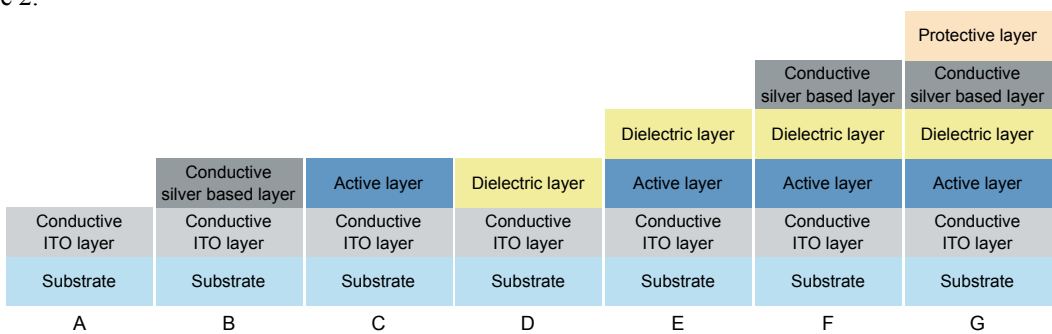 2.
Protective layer
Conductive
silver based layer
Conductive
silver based layer
Dielectric layer
Dielectric layer
Dielectric layer
Conductive
silver based layer
Active layer
Dielectric layer
Active layer
Active layer
Active layer
Conductive
ITO layer
Conductive
ITO layer
Conductive
ITO layer
Conductive
ITO layer
Conductive
ITO layer
Conductive
ITO layer
Conductive
ITO layer
Substrate
Substrate
Substrate
Substrate
Substrate
Substrate
Substrate
A
B
C
D
E
F
G